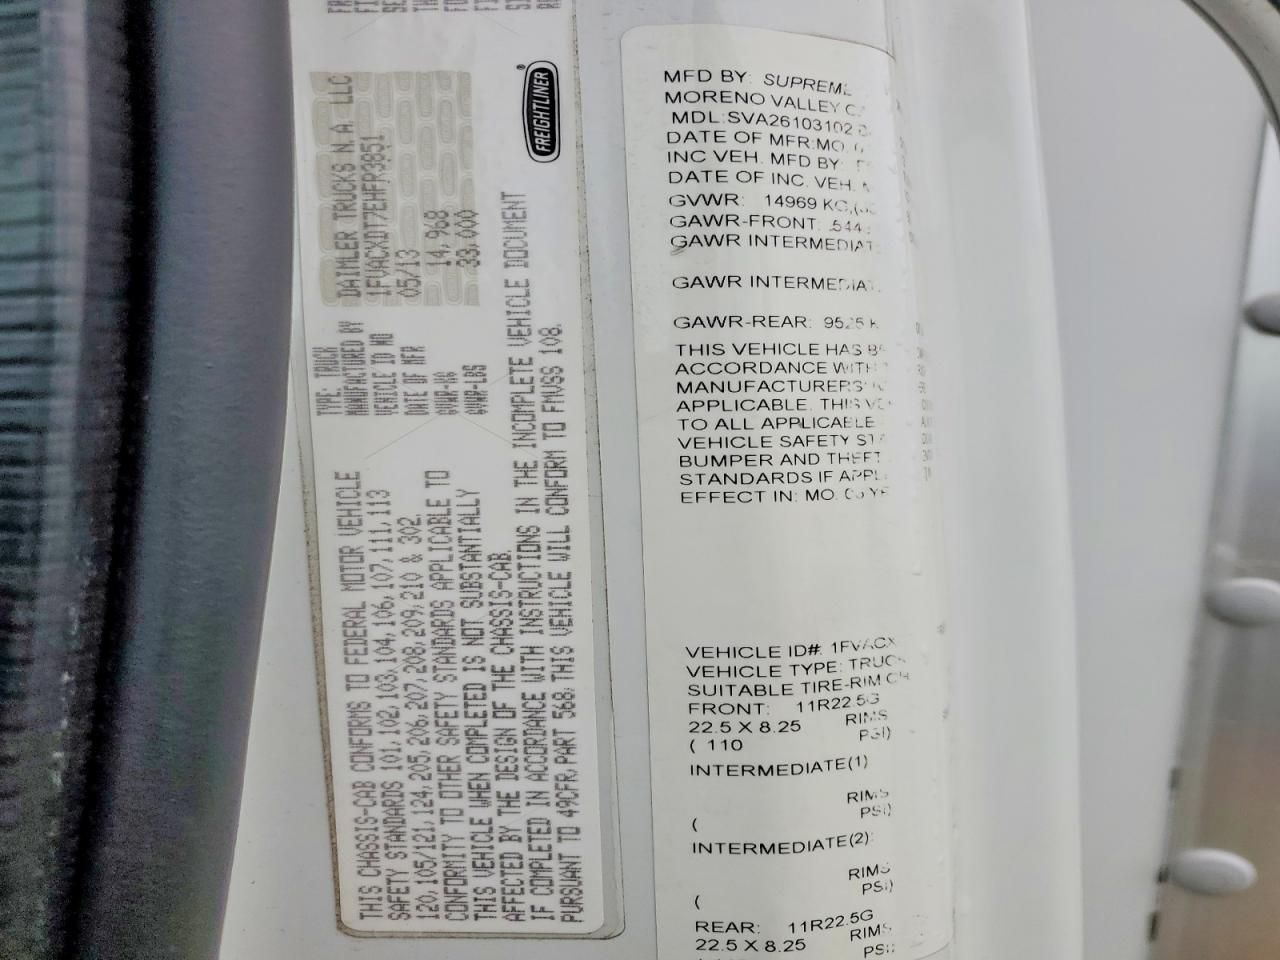 FREIGHTLINER
DAIMLER TRUCKS N.A. LLC
1FVACXDT7EHFR3851
05/13
14,968
33,000
TYPE: TRUCK
MANUFACTURED BY
VEHICLE ID NO
DATE OF MFR
GVWR-KG
GVWR-LBS
THIS CHASSIS-CAB CONFORMS TO FEDERAL MOTOR VEHICLE
SAFETY STANDARDS 101, 102, 103, 104, 106, 107, 111, 113
120, 105/121, 124, 205, 206, 207, 208, 209, 210 & 302.
CONFORMITY TO OTHER SAFETY STANDARDS APPLICABLE TO
THIS VEHICLE WHEN COMPLETED IS NOT SUBSTANTIALLY
AFFECTED BY THE DESIGN OF THE CHASSIS-CAB.
IF COMPLETED IN ACCORDANCE WITH INSTRUCTIONS IN THE INCOMPLETE VEHICLE DOCUMENT
PURSUANT TO 49CFR, PART 568, THIS VEHICLE WILL CONFORM TO FMVSS 108.
MFD BY: SUPREME
MORENO VALLEY
MDL:SVA26103102
DATE OF MFR:MO.
INC VEH. MFD BY:
DATE OF INC. VEH.
GVWR: 14969 KG,
GAWR-FRONT:
GAWR INTERMEDIAT
GAWR INTERMEDIAT
GAWR-REAR: 9525 K
THIS VEHICLE HAS
ACCORDANCE WITH
MANUFACTURERS'
APPLICABLE. THIS
TO ALL APPLICABLE
VEHICLE SAFETY
BUMPER AND THEFT
STANDARDS IF APPL
EFFECT IN: MO.
VEHICLE ID# 1FVACX
VEHICLE TYPE: TRUC
SUITABLE TIRE-RIM CH
FRONT: 11R22.5G
22.5 X 8.25 RIMS
( 110 PSI)
INTERMEDIATE(1)
RIMS
( PSI)
INTERMEDIATE(2):
RIMS
( PSI)
REAR: 11R22.5G
22.5 X 8.25 RIMS
PSI